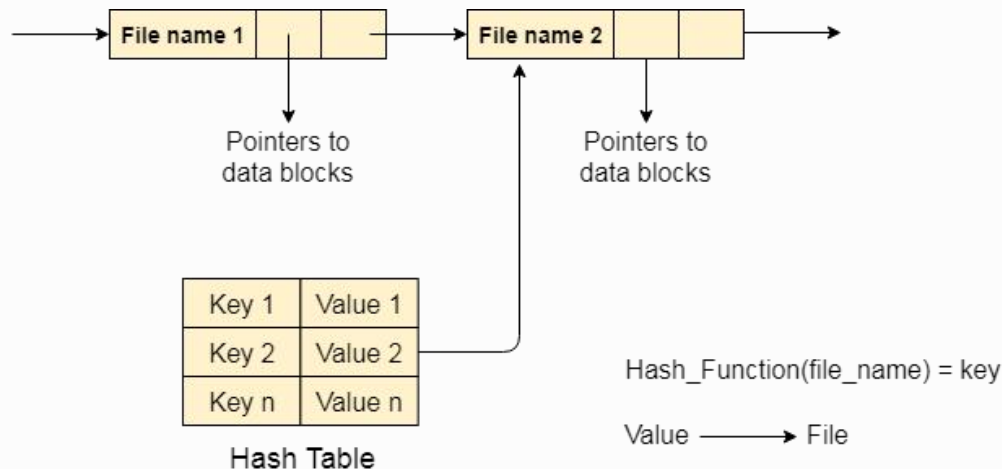 File name 1
File name 2
Pointers to
data blocks
Pointers to
data blocks
Key 1 Value 1
Key 2 Value 2
Key n Value n
Hash Table
Hash_Function(file_name) = key
Value File